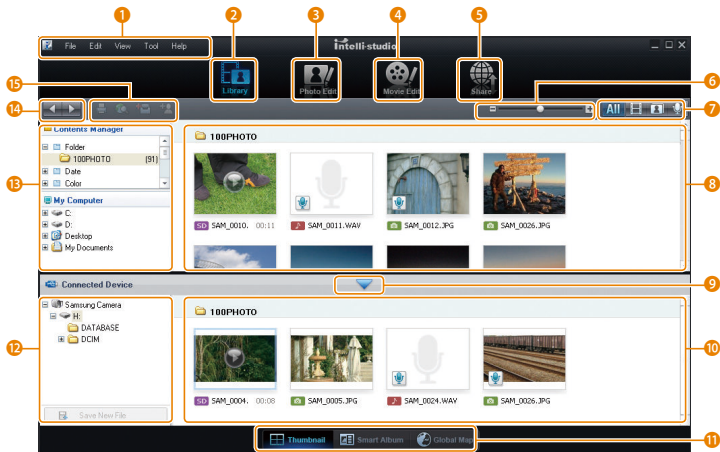 1 2 3 4 5
File Edit View Tool Help
intelli-studio
Library
Photo Edit
Movie Edit
Share
15
6
14
All
7
Contents Manager
Folder
100PHOTO (91)
Date
Color
13
My Computer
C:
D:
Desktop
My Documents
100PHOTO
SD SAM_0010. 00:11
SAM_0011.WAV
SAM_0012.JPG
SAM_0026.JPG
8
Connected Device
9
Samsung Camera
H:
DATABASE
DCIM
12
Save New File
100PHOTO
SD SAM_0004. 00:08
SAM_0005.JPG
SAM_0024.WAV
SAM_0026.JPG
10
Thumbnail
Smart Album
Global Map
11